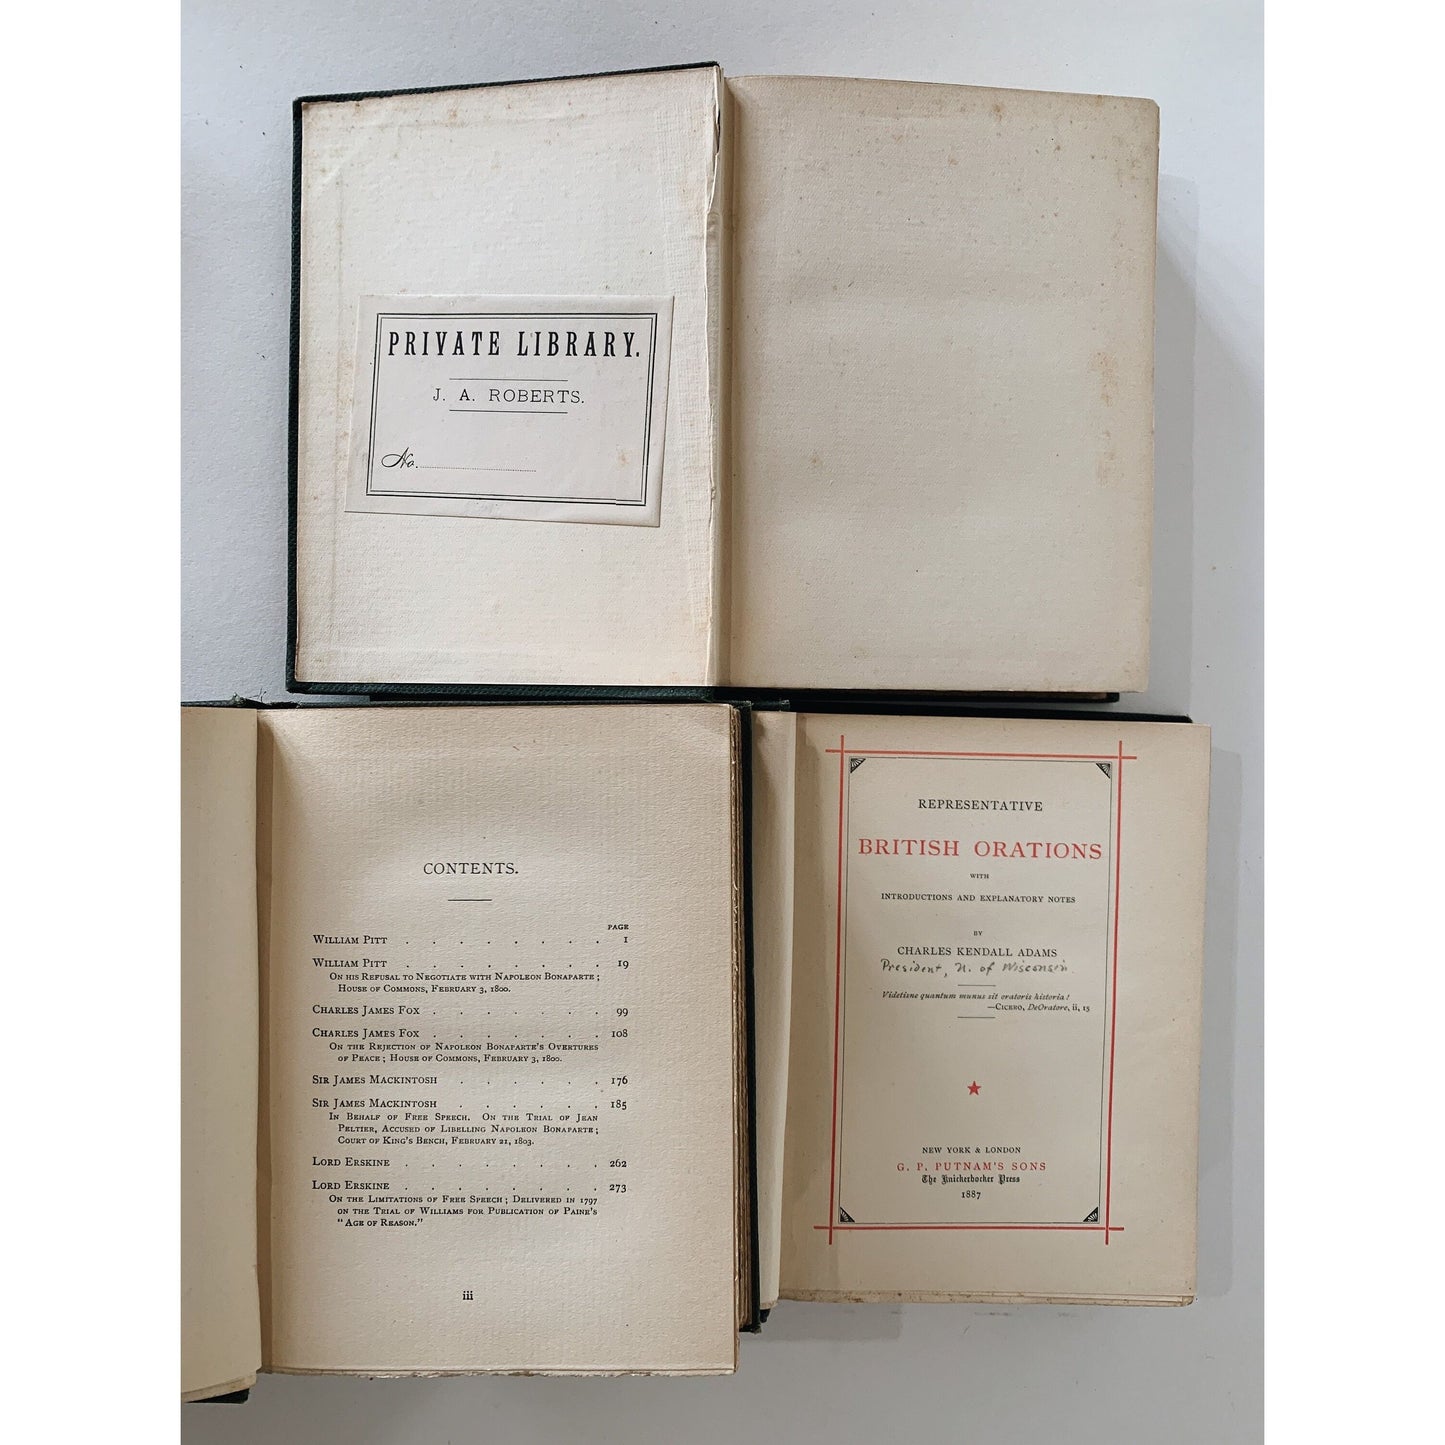 PRIVATE LIBRARY.
J. A. ROBERTS.
No.
CONTENTS.
PAGE
WILLIAM PITT . . . . . . . . 1
WILLIAM PITT . . . . . . . . 19
ON HIS REFUSAL TO NEGOTIATE WITH NAPOLEON BONAPARTE;
HOUSE OF COMMONS, FEBRUARY 3, 1800.
CHARLES JAMES FOX . . . . . . . 99
CHARLES JAMES FOX . . . . . . . 108
ON THE REJECTION OF NAPOLEON BONAPARTE'S OVERTURES
OF PEACE; HOUSE OF COMMONS, FEBRUARY 3, 1800.
SIR JAMES MACKINTOSH . . . . . . 176
SIR JAMES MACKINTOSH . . . . . . 185
IN BEHALF OF FREE SPEECH. ON THE TRIAL OF JEAN
PELTIER, ACCUSED OF LIBELLING NAPOLEON BONAPARTE;
COURT OF KING'S BENCH, FEBRUARY 21, 1803.
LORD ERSKINE . . . . . . . . 262
LORD ERSKINE . . . . . . . . 273
ON THE LIMITATIONS OF FREE SPEECH; DELIVERED IN 1797
ON THE TRIAL OF WILLIAMS FOR PUBLICATION OF PAINE'S
"AGE OF REASON."
iii
REPRESENTATIVE
BRITISH ORATIONS
WITH
INTRODUCTIONS AND EXPLANATORY NOTES
BY
CHARLES KENDALL ADAMS
President, U. of Wisconsin.
Videtisne quantum munus sit oratoris historia?
—CICERO, DeOratore, ii, 15
NEW YORK & LONDON
G. P. PUTNAM'S SONS
The Knickerbocker Press
1887